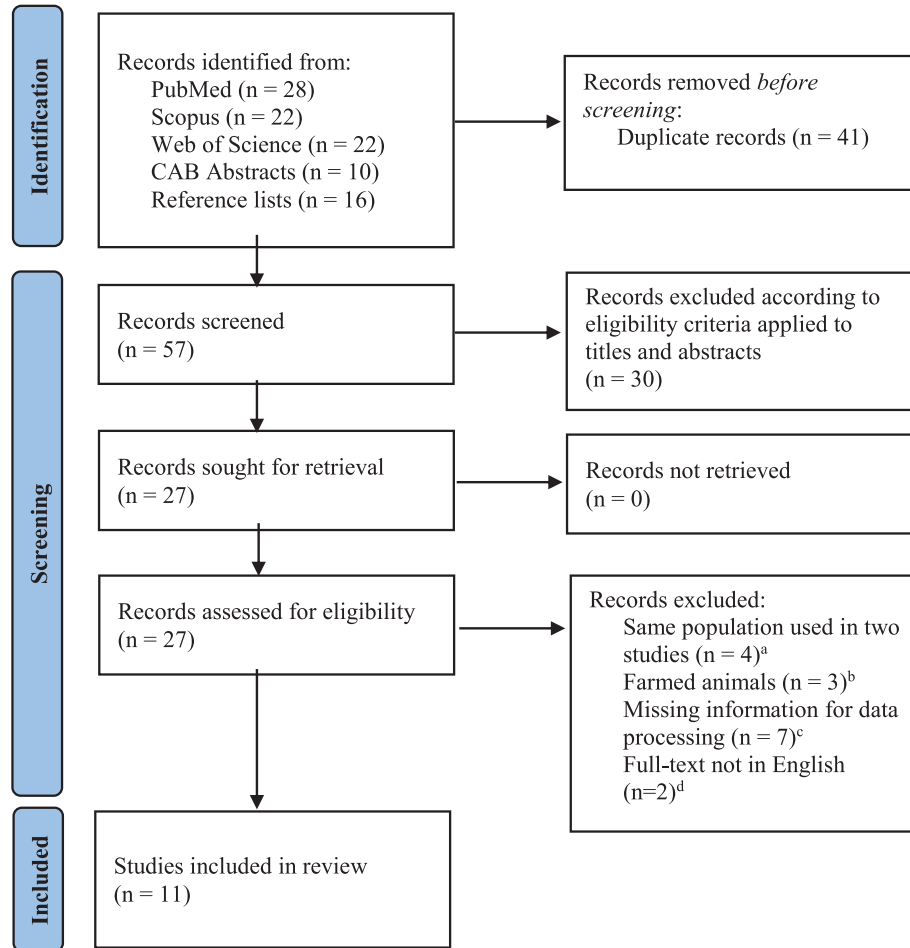 Identification
Records identified from:
PubMed (n = 28)
Scopus (n = 22)
Web of Science (n = 22)
CAB Abstracts (n = 10)
Reference lists (n = 16)
Records removed before
screening:
Duplicate records (n = 41)
Screening
Records screened
(n = 57)
Records excluded according to
eligibility criteria applied to
titles and abstracts
(n = 30)
Records sought for retrieval
(n = 27)
Records not retrieved
(n = 0)
Records assessed for eligibility
(n = 27)
Records excluded:
Same population used in two
studies (n = 4)a
Farmed animals (n = 3)b
Missing information for data
processing (n = 7)c
Full-text not in English
(n=2)d
Included
Studies included in review
(n = 11)